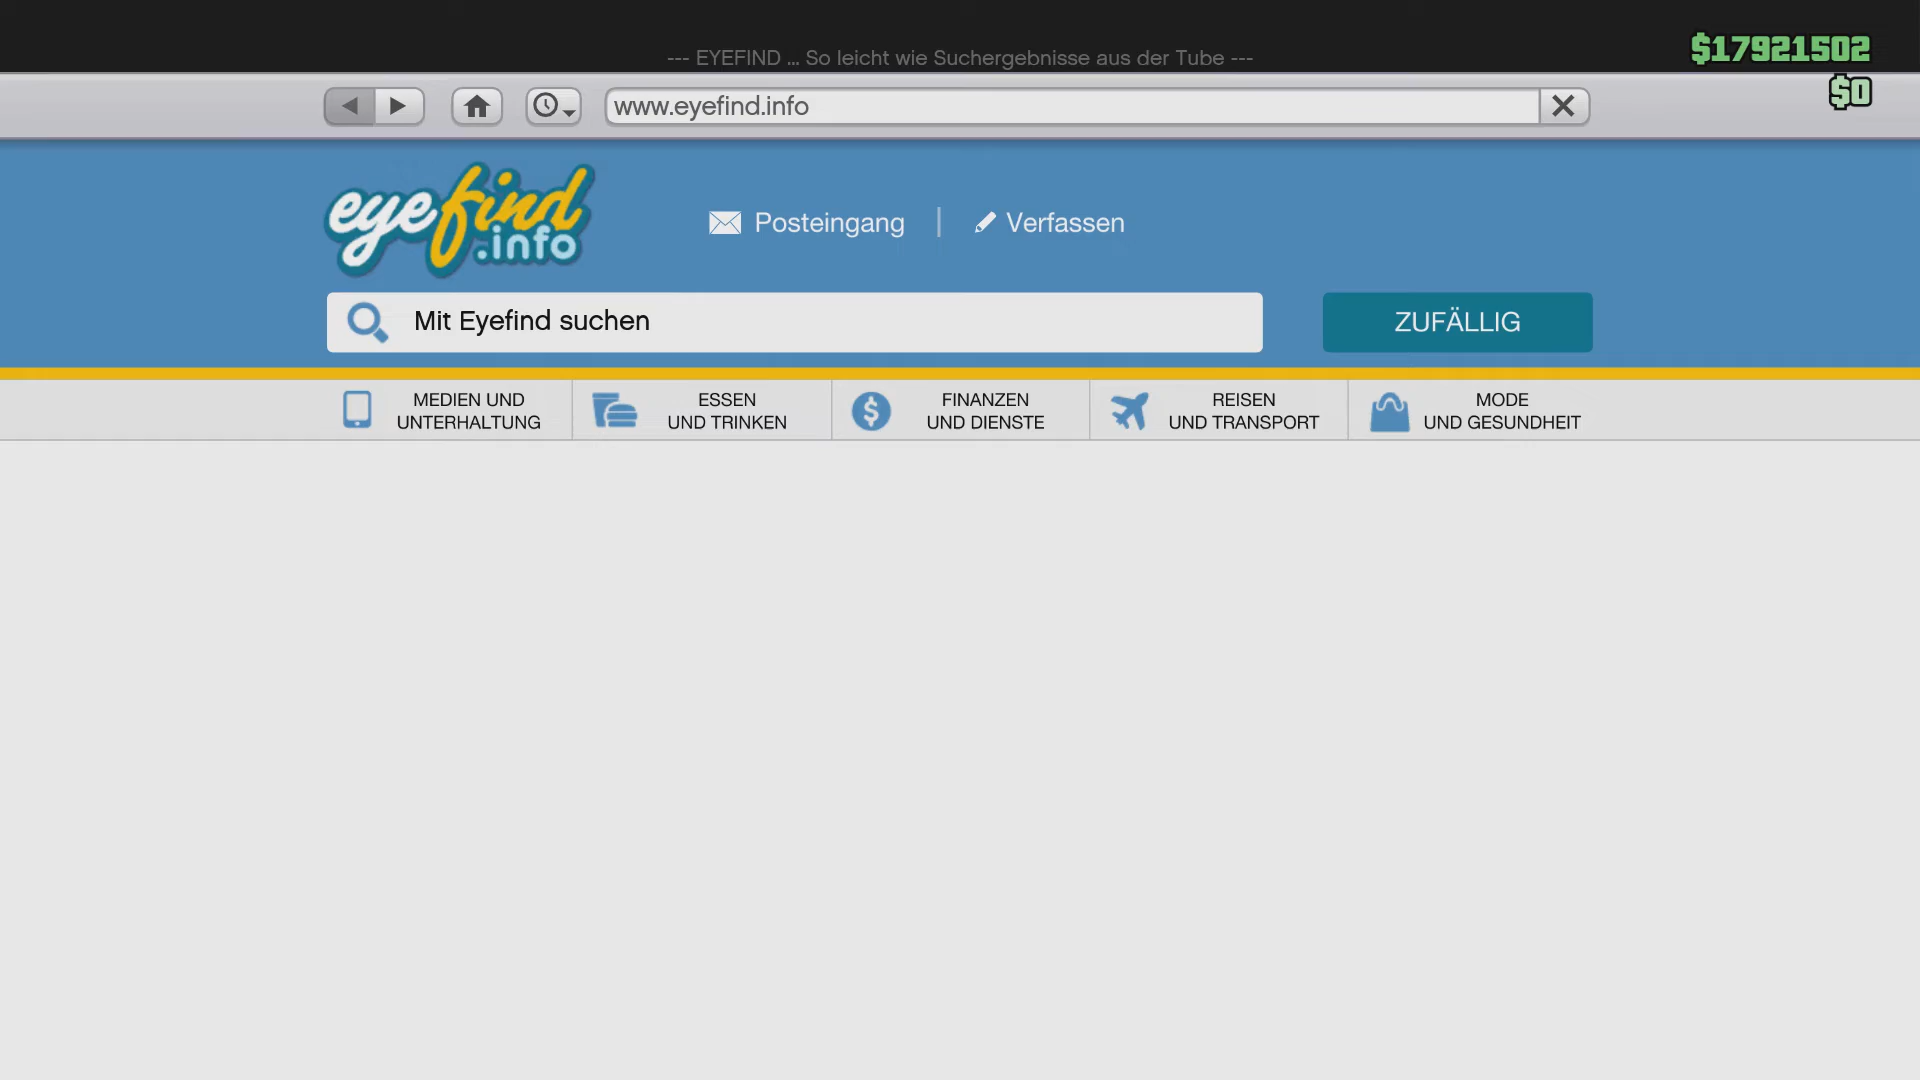 --- EYEFIND ... So leicht wie Suchergebnisse aus der Tube ---
$17921502
$0
www.eyefind.info
eyefind
.info
Posteingang
Verfassen
Mit Eyefind suchen
ZUFÄLLIG
MEDIEN UND
UNTERHALTUNG
ESSEN
UND TRINKEN
FINANZEN
UND DIENSTE
REISEN
UND TRANSPORT
MODE
UND GESUNDHEIT